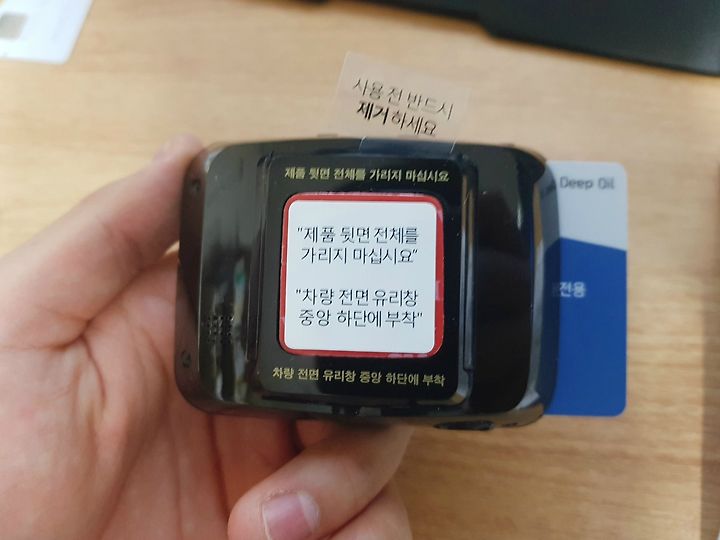 사용 전 반드시
제거하세요
제품 뒷면 전체를 가리지 마십시오
"제품 뒷면 전체를
가리지 마십시요"
"차량 전면 유리창
중앙 하단에 부착"
차량 전면 유리창 중앙 하단에 부착
Deep Oil
전용